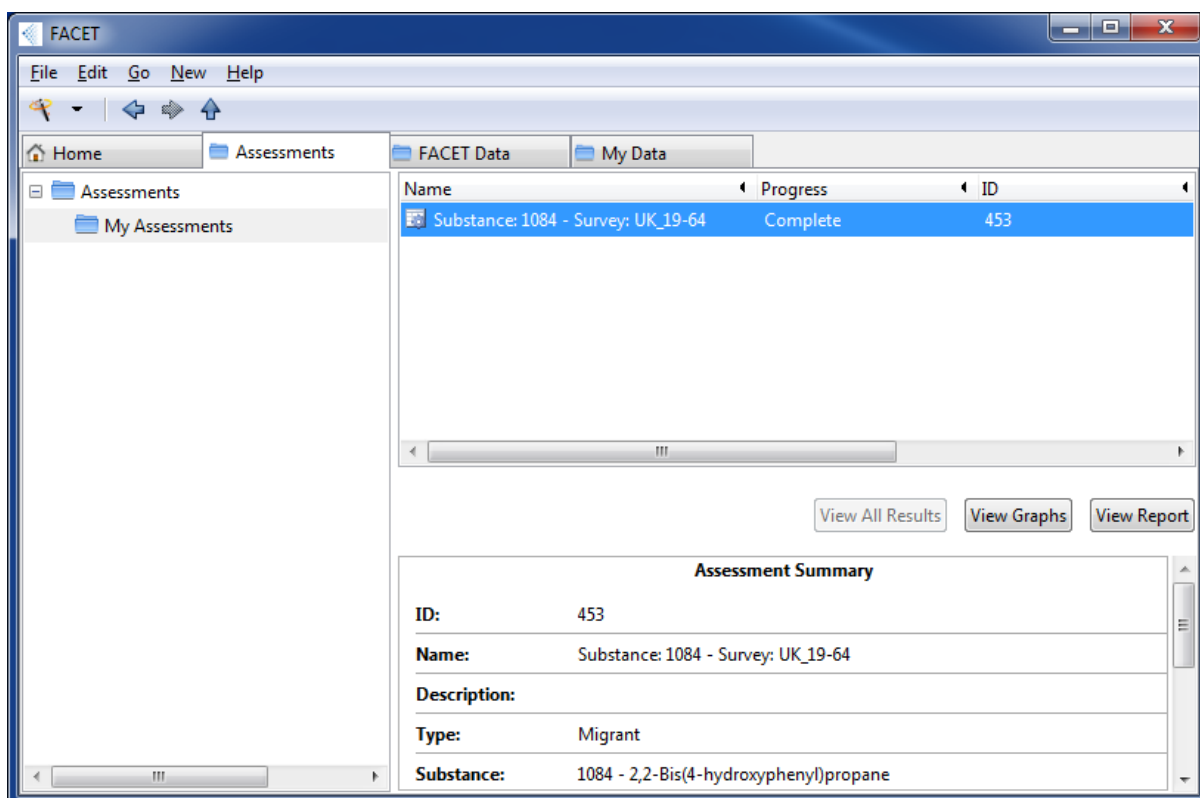 FACET
File Edit Go New Help
Home Assessments FACET Data My Data
Assessments
My Assessments
Name Progress ID
Substance: 1084 - Survey: UK_19-64 Complete 453
View All Results View Graphs View Report
Assessment Summary
ID: 453
Name: Substance: 1084 - Survey: UK_19-64
Description:
Type: Migrant
Substance: 1084 - 2,2-Bis(4-hydroxyphenyl)propane